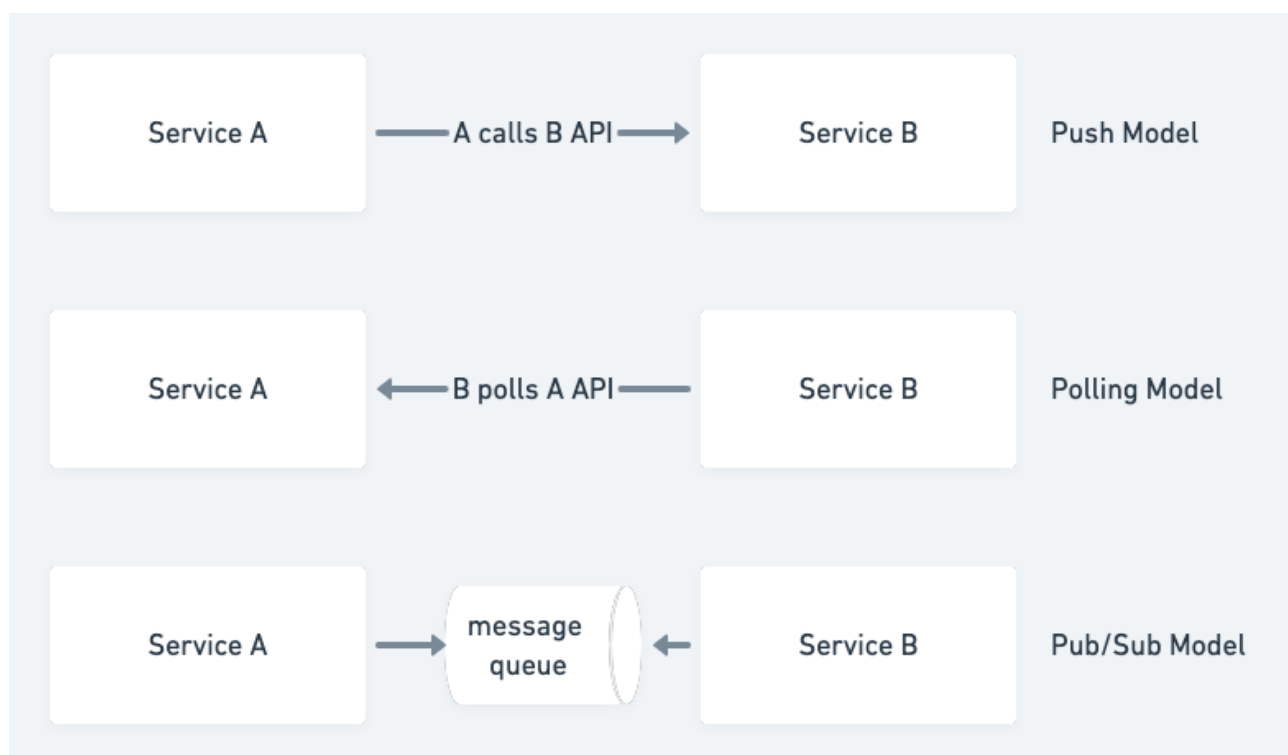 Service A
A calls B API
Service B
Push Model
Service A
B polls A API
Service B
Polling Model
Service A
message
queue
Service B
Pub/Sub Model